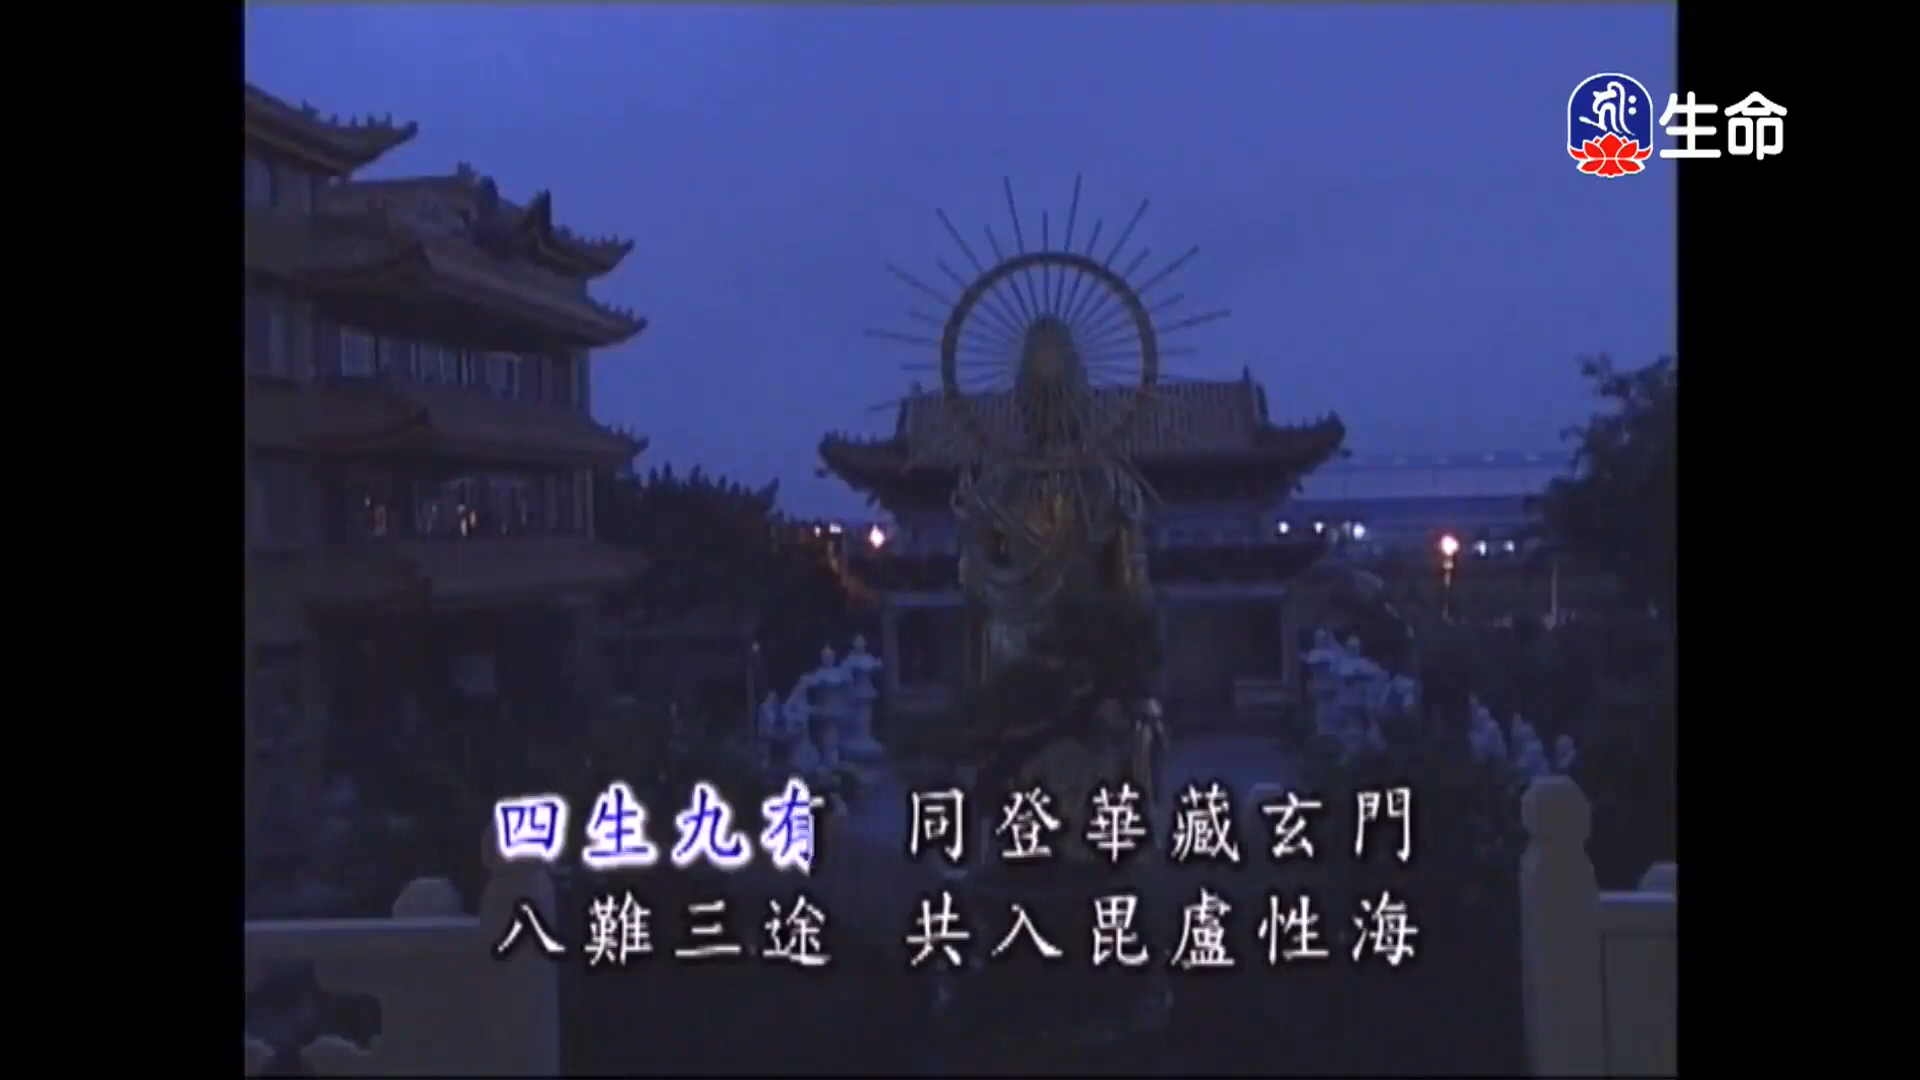 生命
四生九有 同登華藏玄門
八難三途 共入毘盧性海